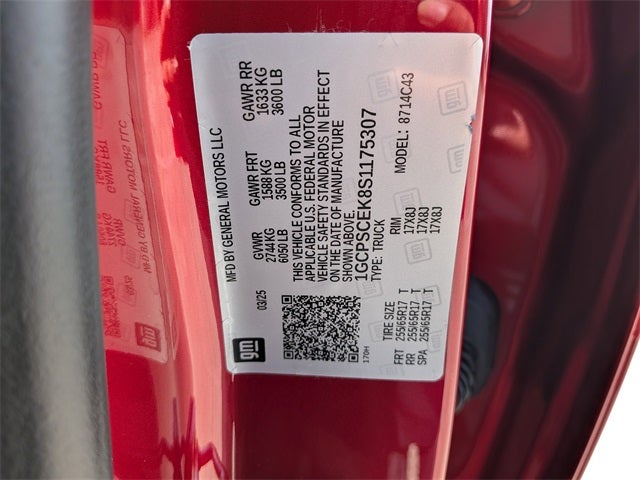 gm
03/25
MFD BY GENERAL MOTORS LLC
GVWR GAWR FRT GAWR RR
2744KG 1588 KG 1633 KG
6050 LB 3500 LB 3600 LB
THIS VEHICLE CONFORMS TO ALL
APPLICABLE U.S. FEDERAL MOTOR
VEHICLE SAFETY STANDARDS IN EFFECT
ON THE DATE OF MANUFACTURE
SHOWN ABOVE.
1GCPSCEK8S1175307
TYPE: TRUCK MODEL: 8714C43
170H
TIRE SIZE RIM
FRT 255/65R17 T 17X8J
RR 255/65R17 T 17X8J
SPA 255/65R17 T 17X8J